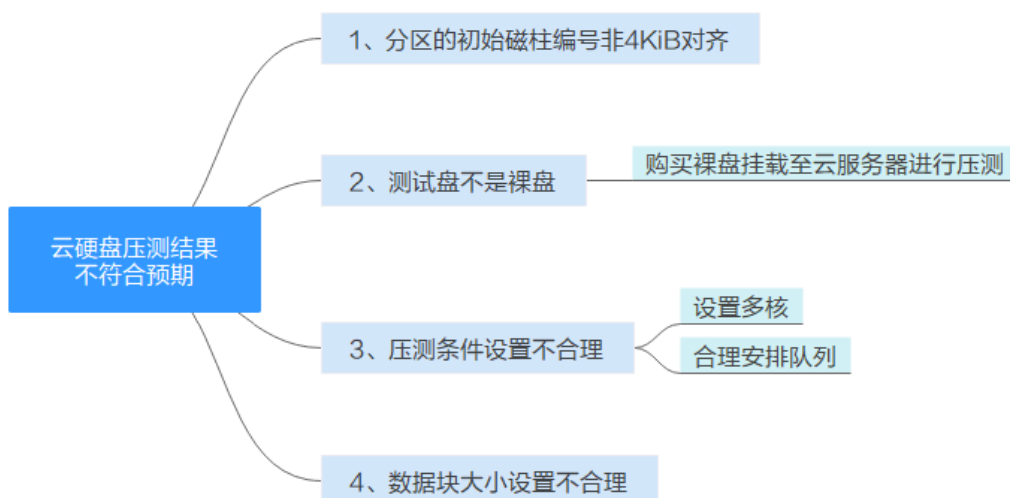 云硬盘压测结果
不符合预期
1、分区的初始磁柱编号非4KiB对齐
2、测试盘不是裸盘
购买裸盘挂载至云服务器进行压测
3、压测条件设置不合理
设置多核
合理安排队列
4、数据块大小设置不合理